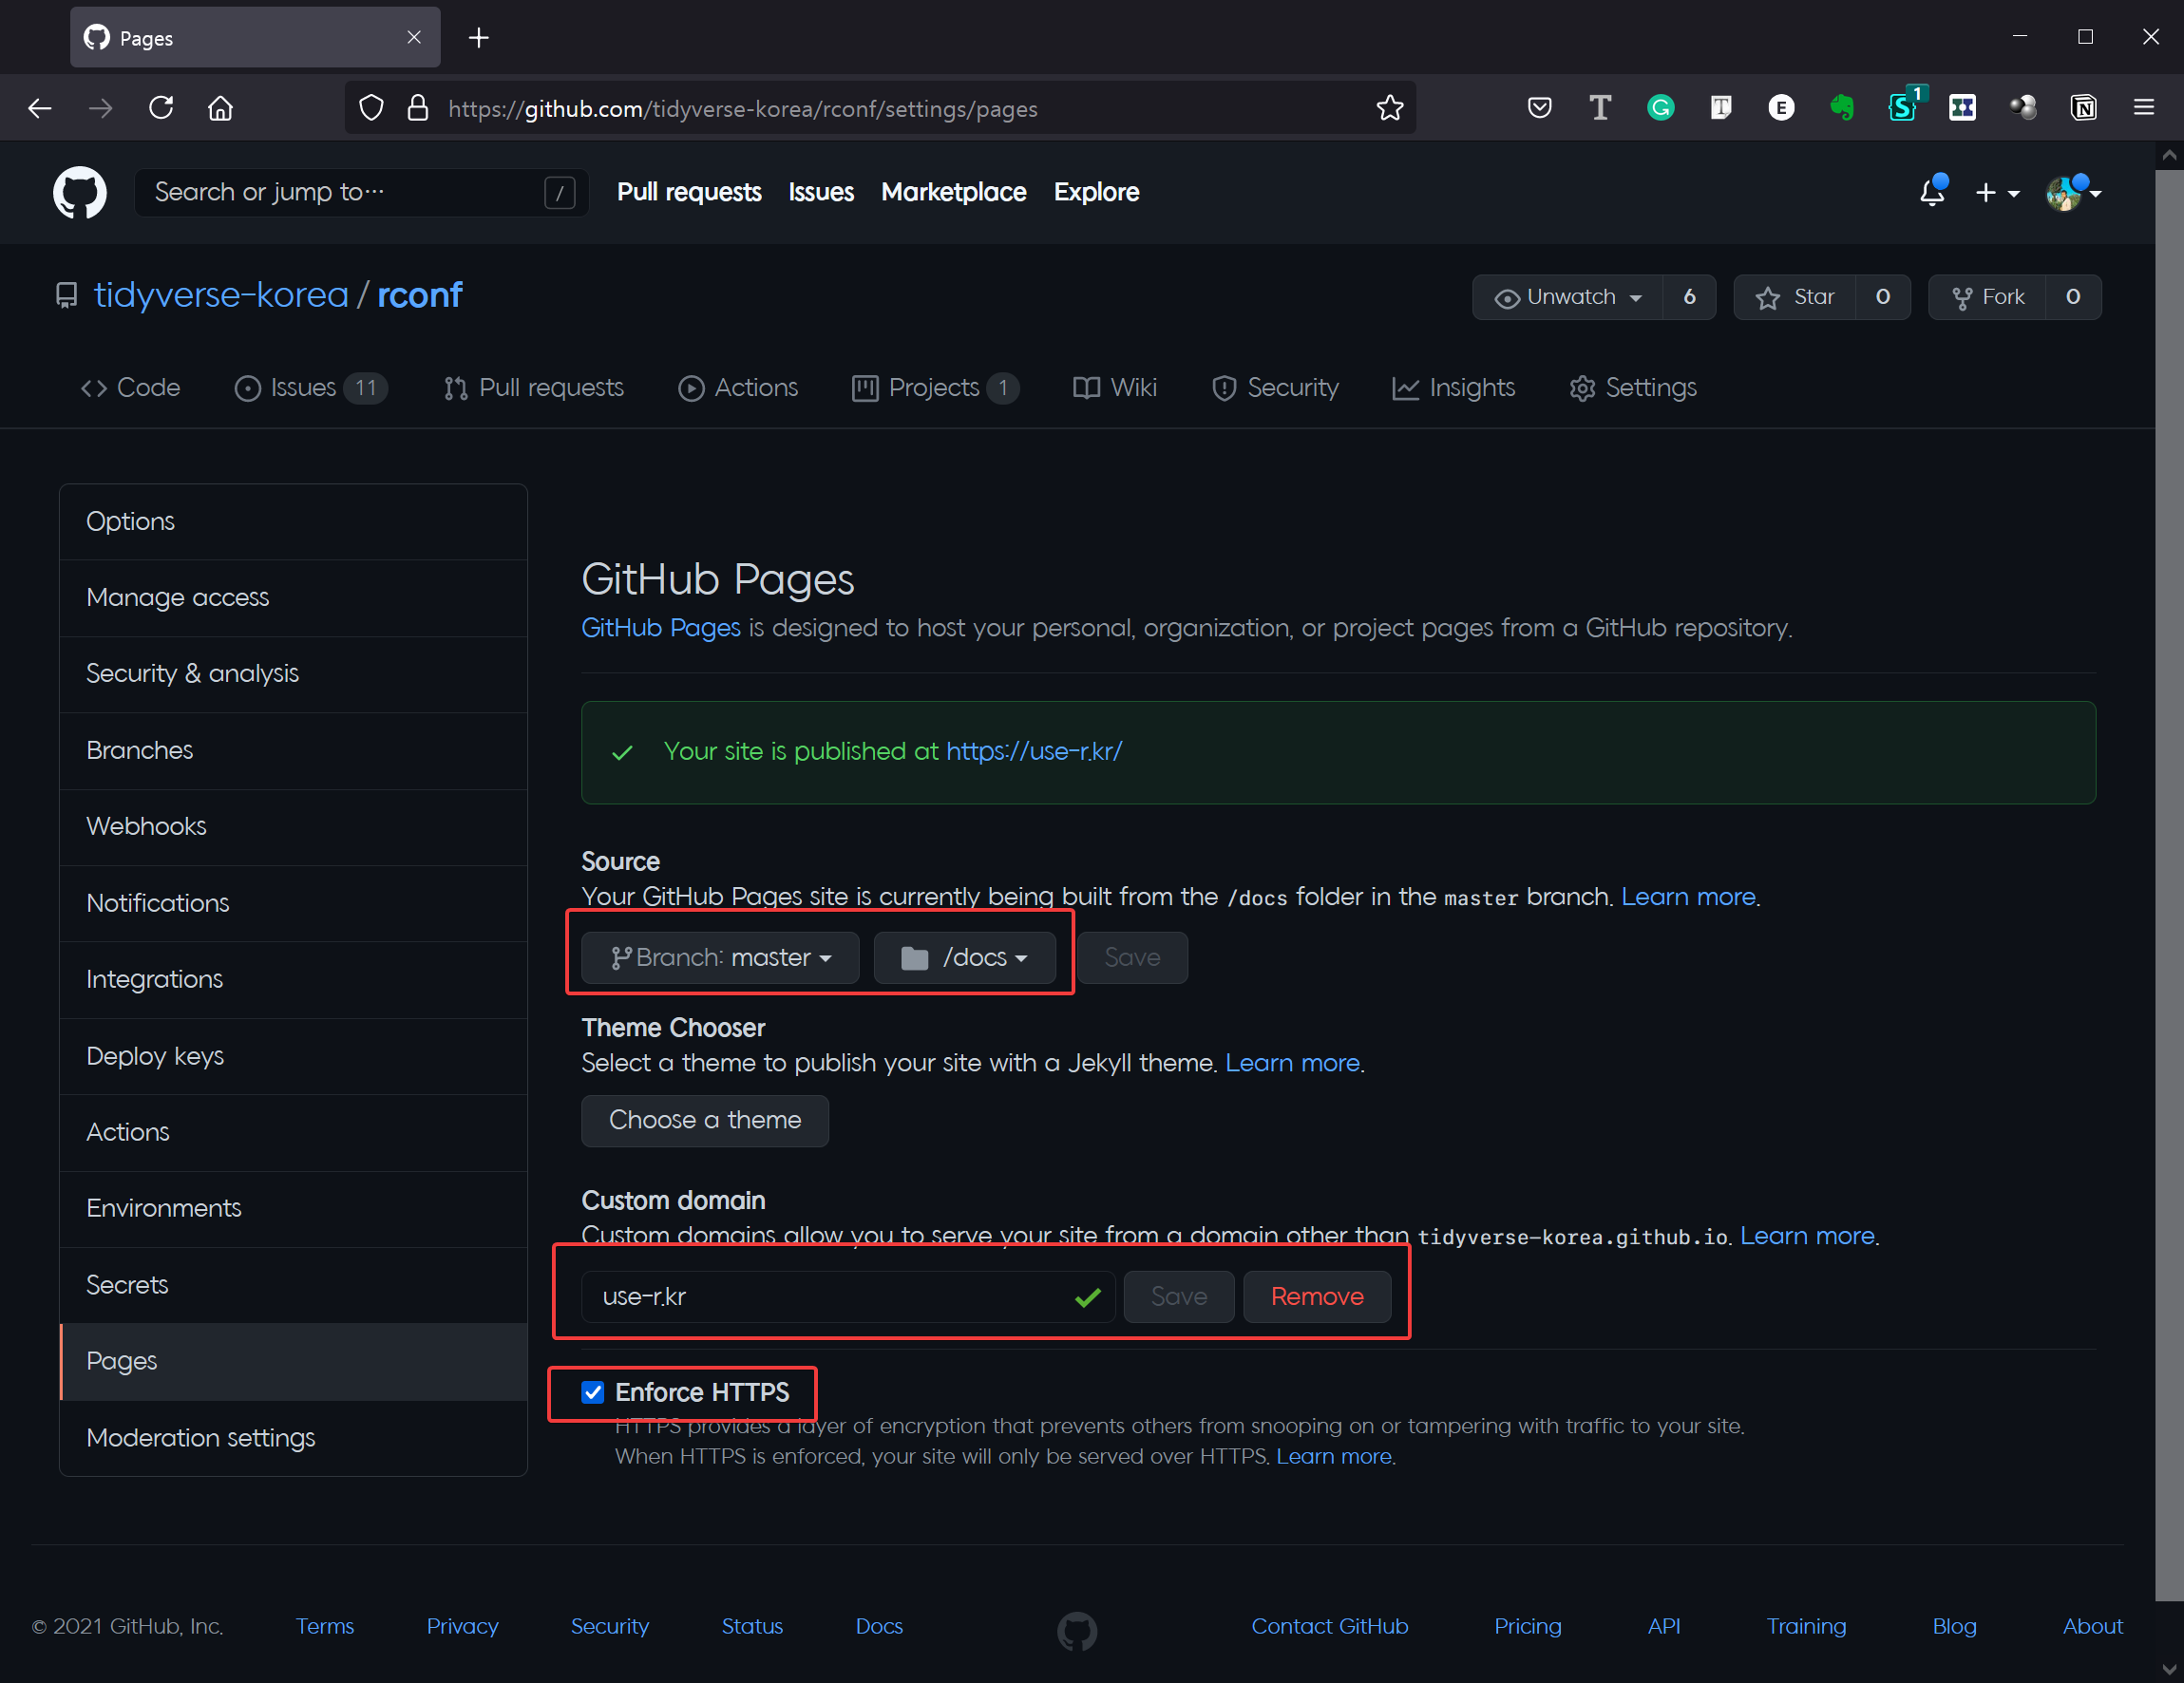 Pages
https://github.com/tidyverse-korea/rconf/settings/pages
1
Search or jump to…
/
Pull requests Issues Marketplace Explore
tidyverse-korea / rconf
Unwatch 6 Star 0 Fork 0
Code Issues 11 Pull requests Actions Projects 1 Wiki Security Insights Settings
Options
Manage access
Security & analysis
Branches
Webhooks
Notifications
Integrations
Deploy keys
Actions
Environments
Secrets
Pages
Moderation settings
GitHub Pages
GitHub Pages is designed to host your personal, organization, or project pages from a GitHub repository.
Your site is published at https://use-r.kr/
Source
Your GitHub Pages site is currently being built from the /docs folder in the master branch. Learn more.
Branch: master /docs Save
Theme Chooser
Select a theme to publish your site with a Jekyll theme. Learn more.
Choose a theme
Custom domain
Custom domains allow you to serve your site from a domain other than tidyverse-korea.github.io. Learn more.
use-r.kr Save Remove
Enforce HTTPS
HTTPS provides a layer of encryption that prevents others from snooping on or tampering with traffic to your site.
When HTTPS is enforced, your site will only be served over HTTPS. Learn more.
© 2021 GitHub, Inc. Terms Privacy Security Status Docs Contact GitHub Pricing API Training Blog About